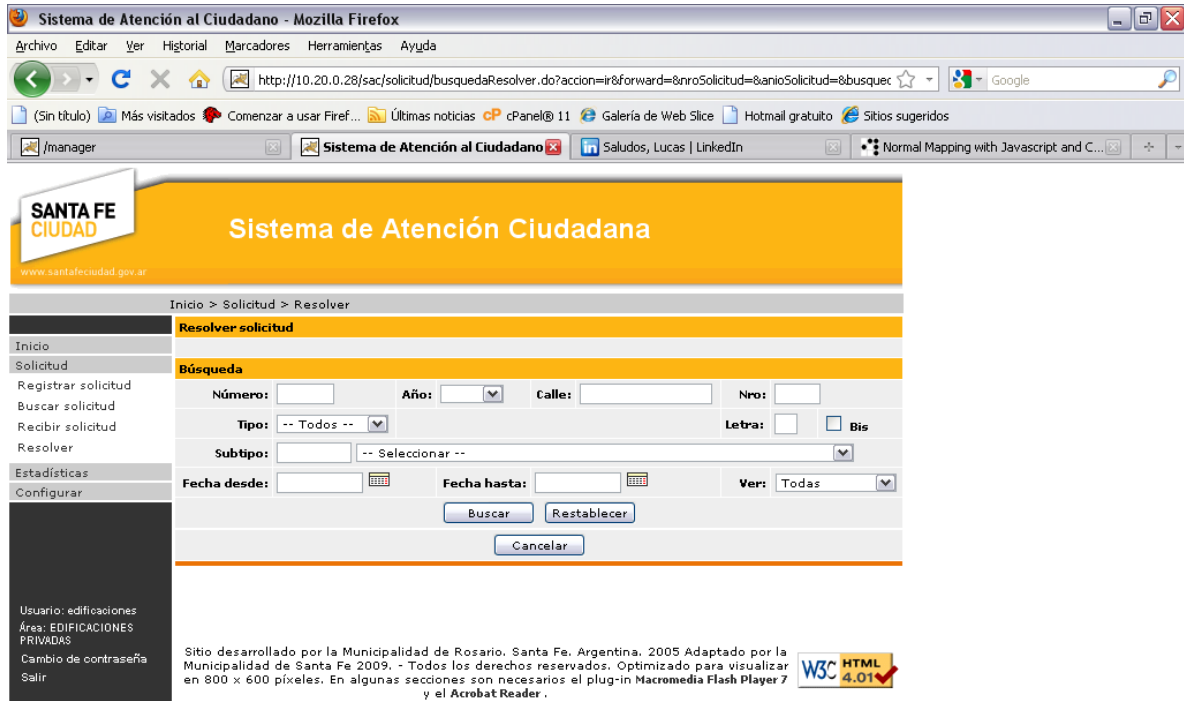 Sistema de Atención al Ciudadano - Mozilla Firefox
Archivo Editar Ver Historial Marcadores Herramientas Ayuda
http://10.20.0.28/sac/solicitud/busquedaResolver.do?accion=ir&forward=&nroSolicitud=&anioSolicitud=&busquec
Google
(Sin título) Más visitados Comenzar a usar Firef... Últimas noticias cP cPanel® 11 Galería de Web Slice Hotmail gratuito Sitios sugeridos
/manager Sistema de Atención al Ciudadano Saludos, Lucas | LinkedIn Normal Mapping with Javascript and C...
SANTA FE
CIUDAD
www.santafeciudad.gov.ar
Sistema de Atención Ciudadana
Inicio > Solicitud > Resolver
Inicio
Solicitud
Registrar solicitud
Buscar solicitud
Recibir solicitud
Resolver
Estadísticas
Configurar
Usuario: edificaciones
Área: EDIFICACIONES
PRIVADAS
Cambio de contraseña
Salir
Resolver solicitud
Búsqueda
Número: Año: Calle: Nro:
Tipo: -- Todos -- Letra: Bis
Subtipo: -- Seleccionar --
Fecha desde: Fecha hasta: Ver: Todas
Buscar Restablecer
Cancelar
Sitio desarrollado por la Municipalidad de Rosario. Santa Fe. Argentina. 2005 Adaptado por la
Municipalidad de Santa Fe 2009. - Todos los derechos reservados. Optimizado para visualizar
en 800 x 600 píxeles. En algunas secciones son necesarios el plug-in Macromedia Flash Player 7
y el Acrobat Reader .
W3C HTML
4.01